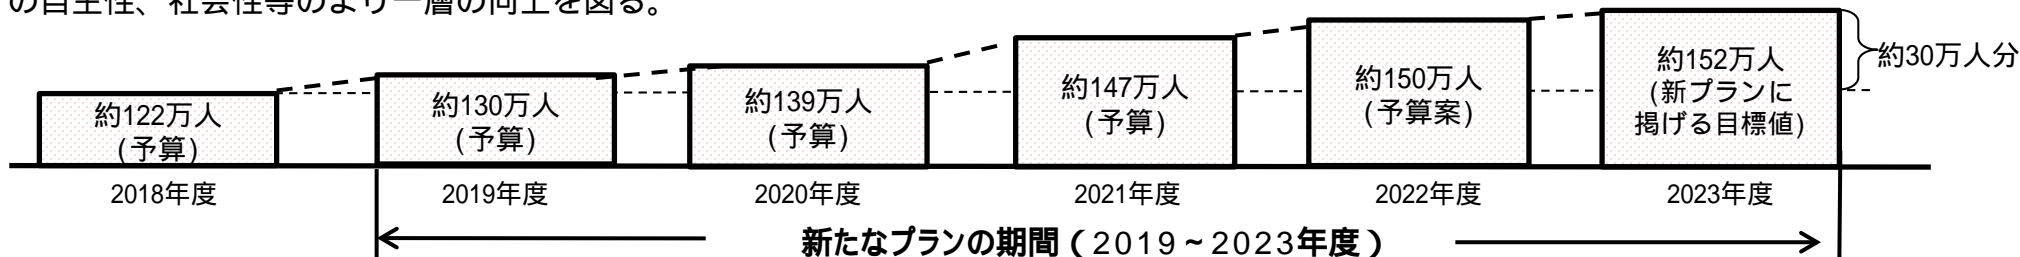 の自主性、社会性等のより一層の向上を図る。
約122万人
(予算)
約130万人
(予算)
約139万人
(予算)
約147万人
(予算)
約150万人
(予算案)
約152万人
(新プランに
掲げる目標値)
約30万人分
2018年度
2019年度
2020年度
2021年度
2022年度
2023年度
新たなプランの期間(2019~2023年度)